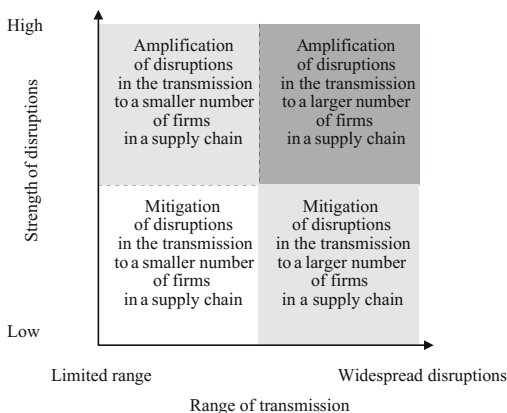 High
Amplification
of disruptions
in the transmission
to a smaller number
of firms
in a supply chain
Amplification
of disruptions
in the transmission
to a larger number
of firms
in a supply chain
Strength of disruptions
Mitigation
of disruptions
in the transmission
to a smaller number
of firms
in a supply chain
Mitigation
of disruptions
in the transmission
to a larger number
of firms
in a supply chain
Low
Limited range
Widespread disruptions
Range of transmission